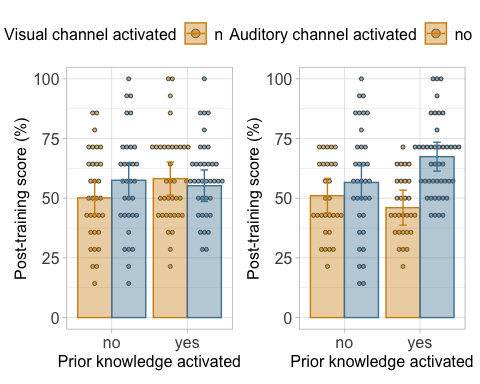 Visual channel activated n Auditory channel activated no
100
75
50
25
0
Post-training score (%)
no yes
Prior knowledge activated
100
75
50
25
0
Post-training score (%)
no yes
Prior knowledge activated